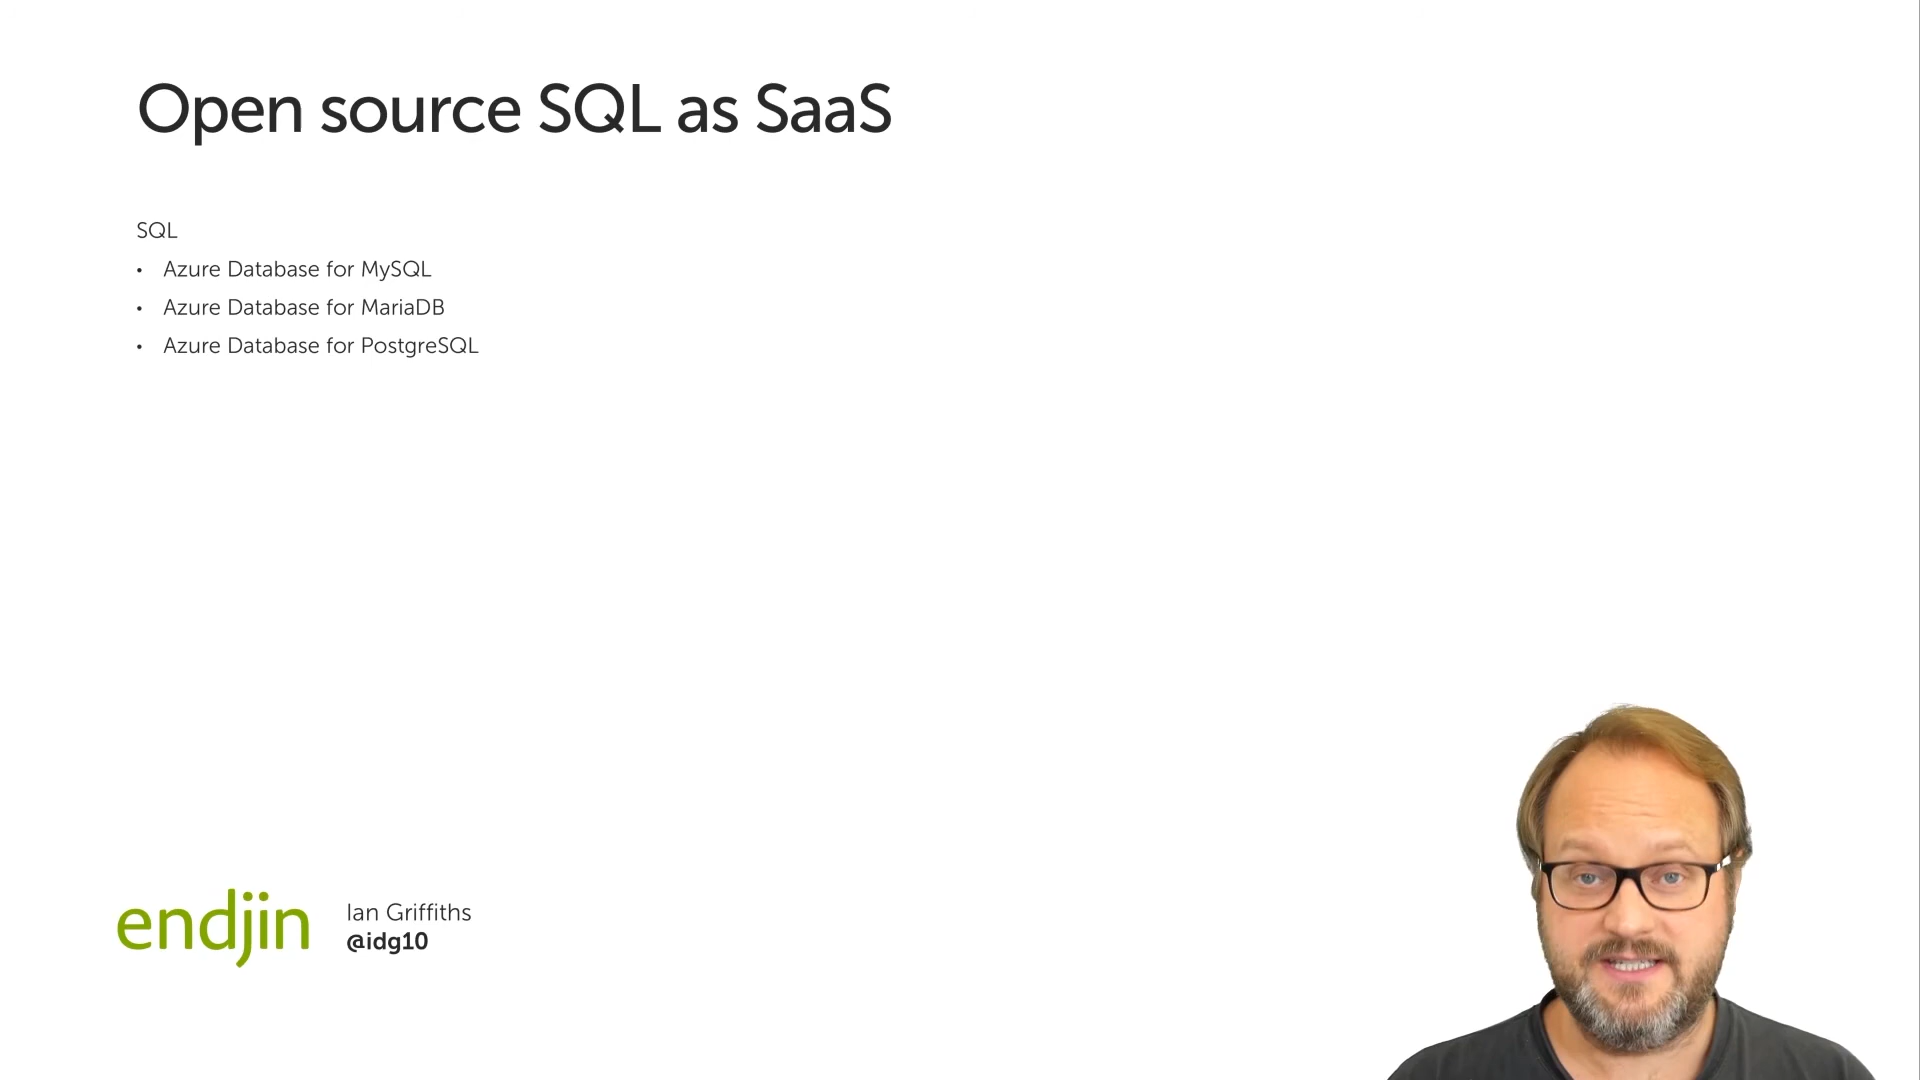 Open source SQL as SaaS
SQL
• Azure Database for MySQL
• Azure Database for MariaDB
• Azure Database for PostgreSQL
endjin
Ian Griffiths
@idg10